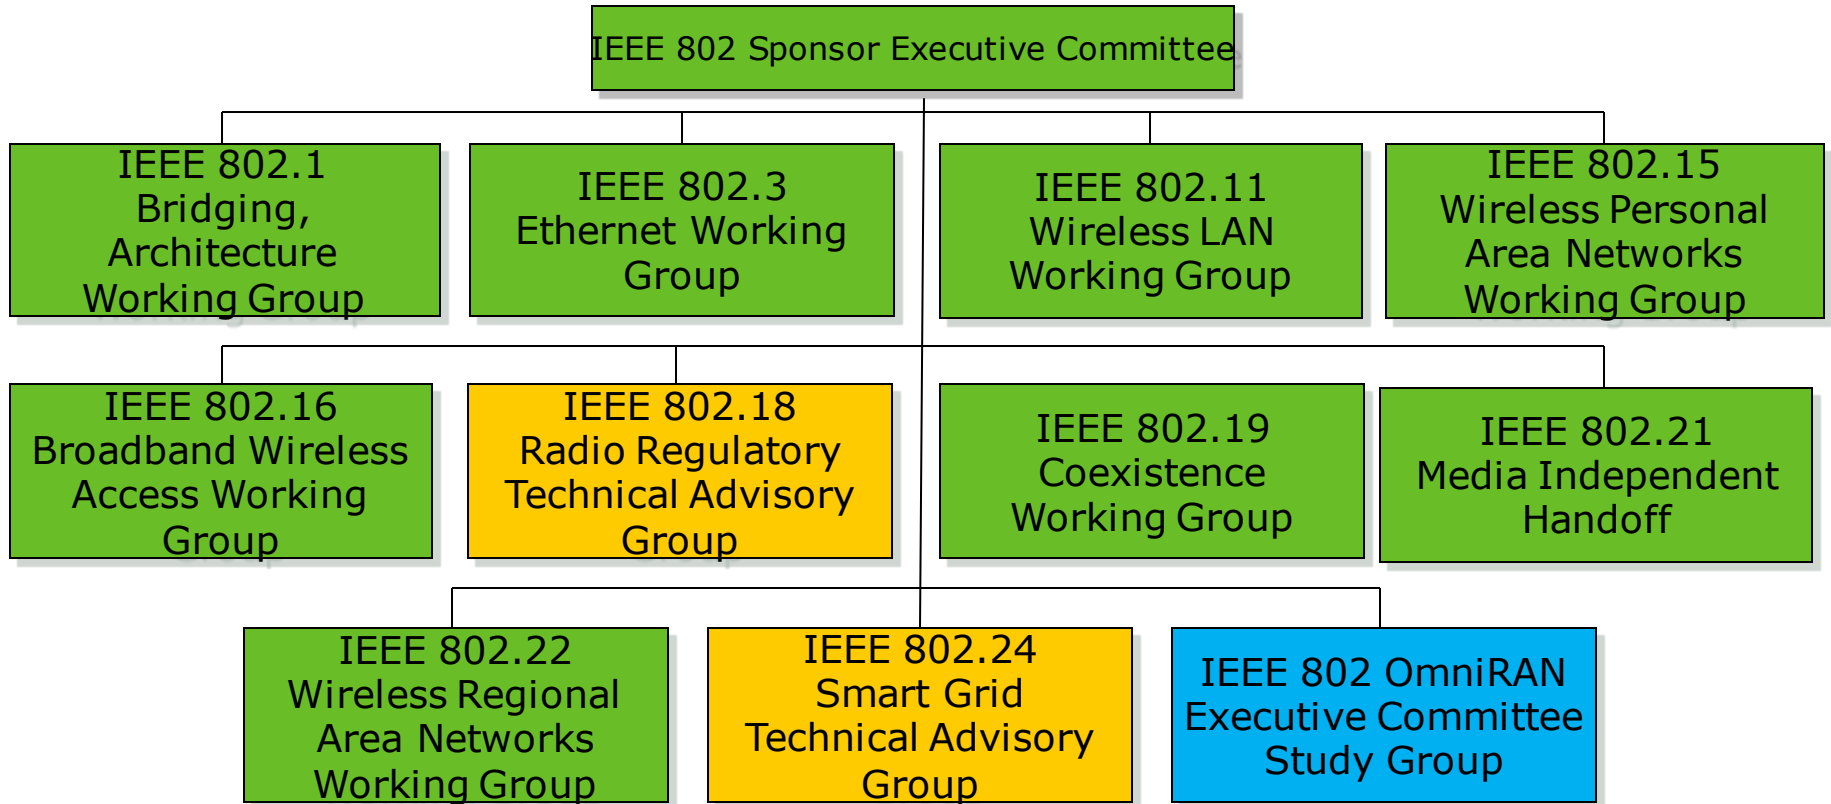 IEEE 802 Sponsor Executive Committee
IEEE 802.1
Bridging,
Architecture
Working Group
IEEE 802.3
Ethernet Working
Group
IEEE 802.11
Wireless LAN
Working Group
IEEE 802.15
Wireless Personal
Area Networks
Working Group
IEEE 802.16
Broadband Wireless
Access Working
Group
IEEE 802.18
Radio Regulatory
Technical Advisory
Group
IEEE 802.19
Coexistence
Working Group
IEEE 802.21
Media Independent
Handoff
IEEE 802.22
Wireless Regional
Area Networks
Working Group
IEEE 802.24
Smart Grid
Technical Advisory
Group
IEEE 802 OmniRAN
Executive Committee
Study Group